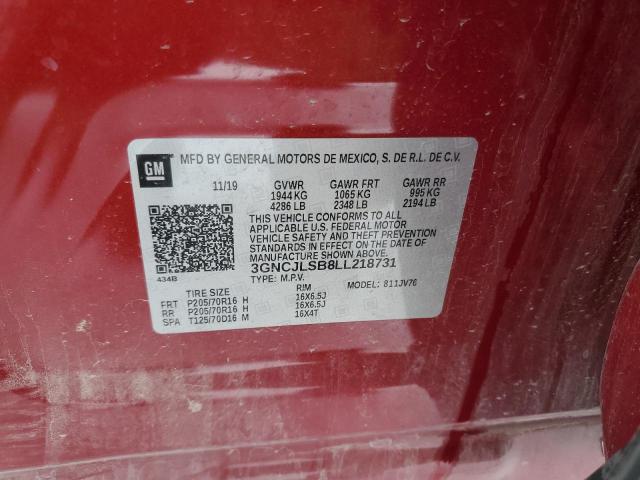 GM
MFD BY GENERAL MOTORS DE MEXICO, S. DE R.L. DE C.V.
11/19 GVWR GAWR FRT GAWR RR
1944 KG 1065 KG 995 KG
4286 LB 2348 LB 2194 LB
THIS VEHICLE CONFORMS TO ALL
APPLICABLE U.S. FEDERAL MOTOR
VEHICLE SAFETY AND THEFT PREVENTION
STANDARDS IN EFFECT ON THE DATE OF
MANUFACTURE SHOWN ABOVE.
434B
3GNCJLSB8LL218731
TYPE: M.P.V. MODEL: 811JV76
TIRE SIZE RIM
FRT P205/70R16 H 16X6.5J
RR P205/70R16 H 16X6.5J
SPA T125/70D16 M 16X4T